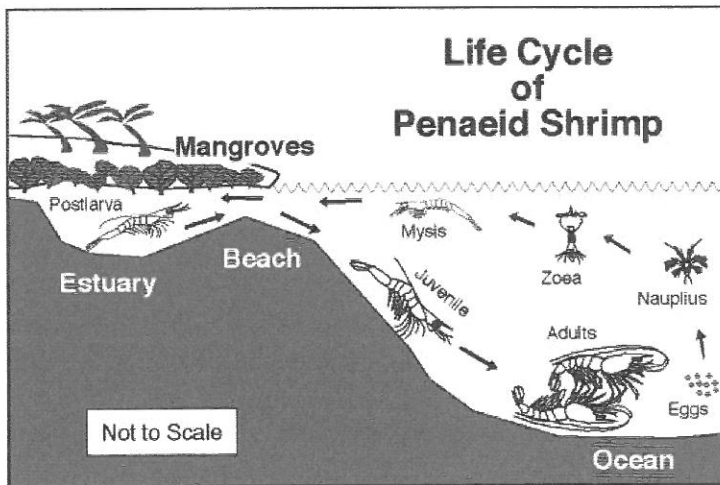 Life Cycle
of
Penaeid Shrimp
Mangroves
Postlarva
Mysis
Zoea
Nauplius
Estuary
Beach
Juvenile
Adults
Eggs
Not to Scale
Ocean